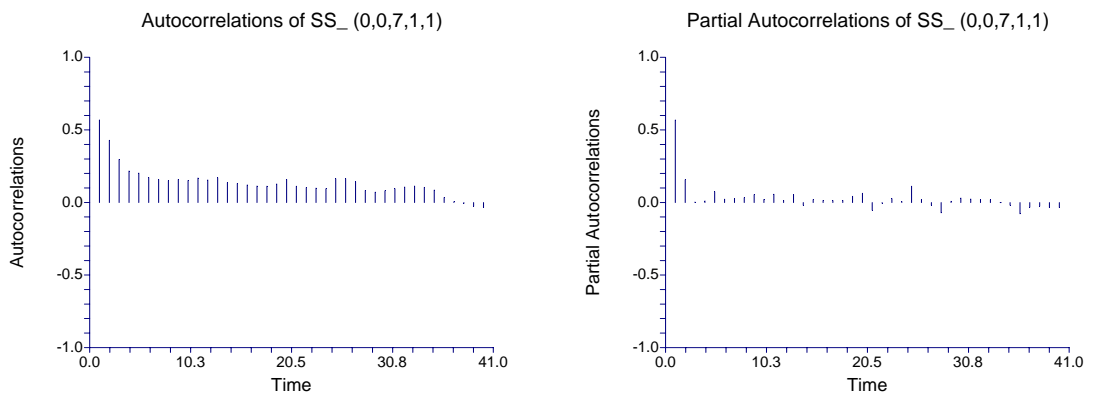 Autocorrelations of SS_ (0,0,7,1,1)
1.0
0.5
0.0
-0.5
-1.0
Autocorrelations
0.0 10.3 20.5 30.8 41.0
Time
Partial Autocorrelations of SS_ (0,0,7,1,1)
1.0
0.5
0.0
-0.5
-1.0
Partial Autocorrelations
0.0 10.3 20.5 30.8 41.0
Time